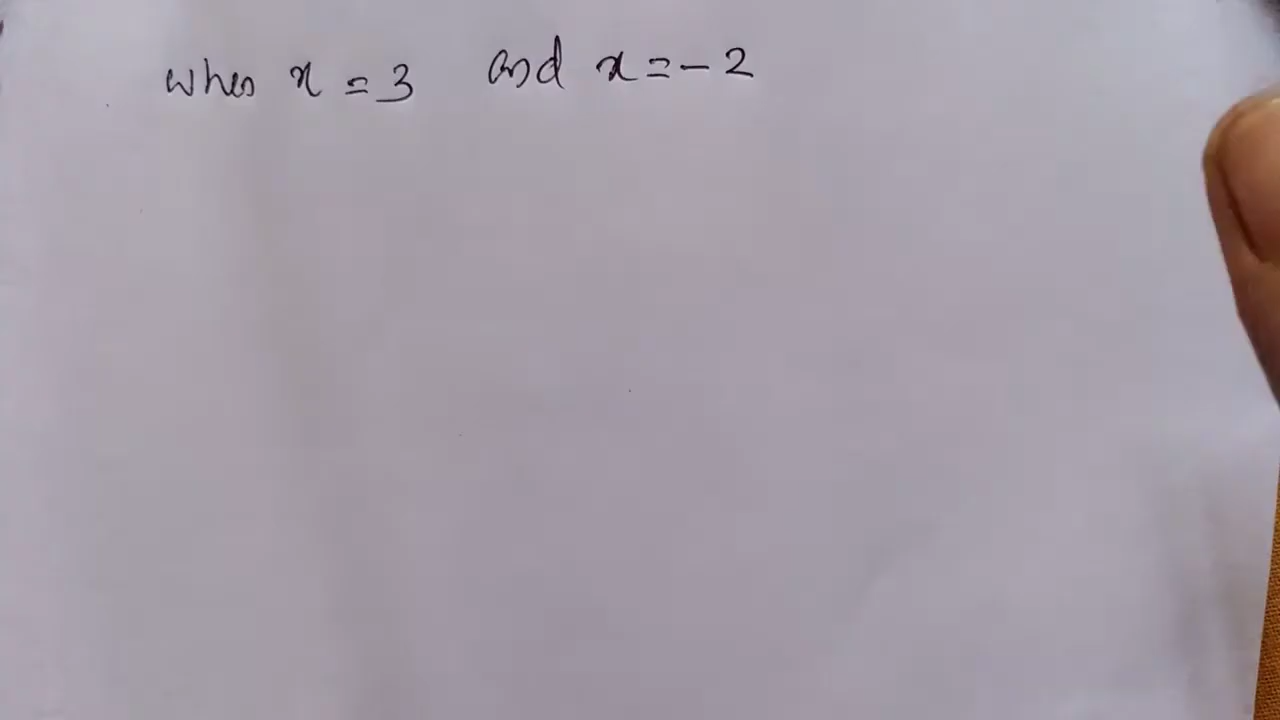 when x = 3 and x = - 2